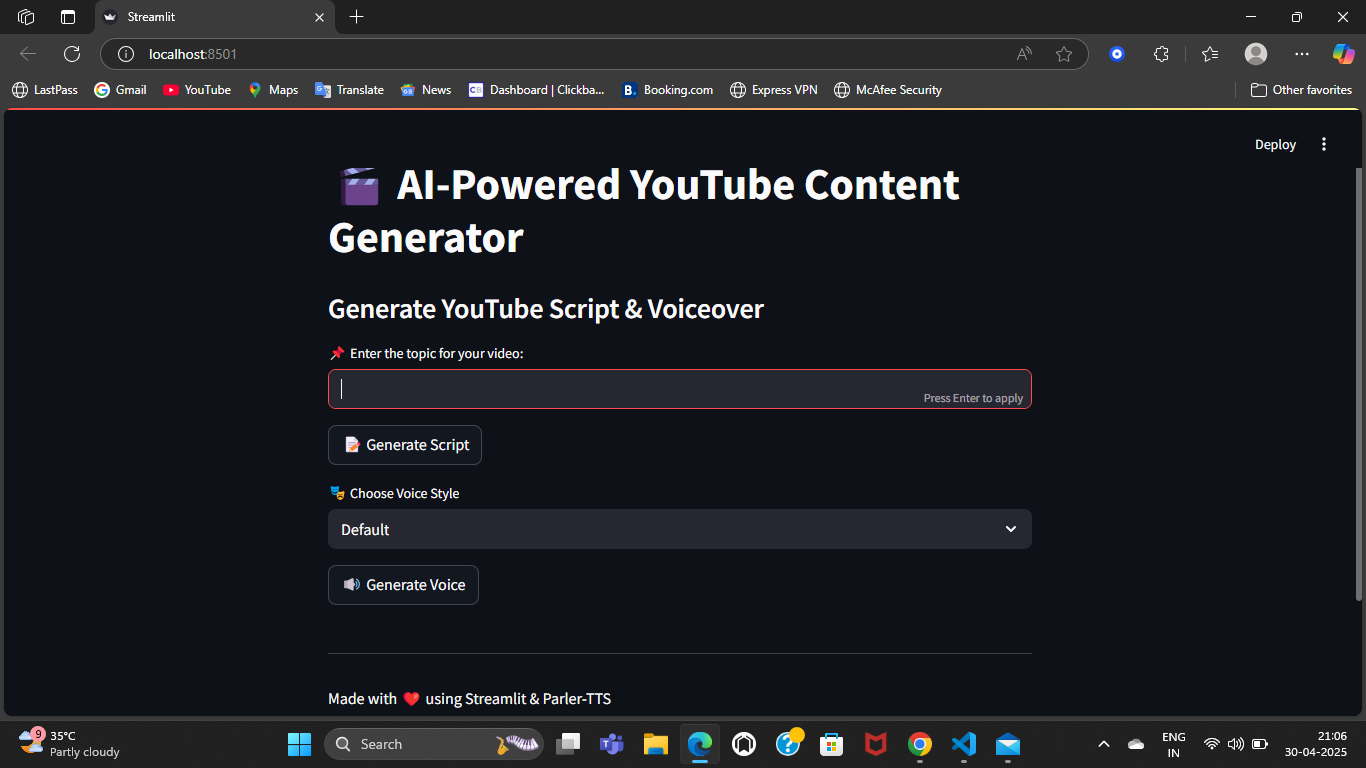 Streamlit
localhost:8501
LastPass
Gmail
YouTube
Maps
Translate
News
Dashboard | Clickba...
Booking.com
Express VPN
McAfee Security
Other favorites
Deploy
AI-Powered YouTube Content
Generator
Generate YouTube Script & Voiceover
Enter the topic for your video:
Press Enter to apply
Generate Script
Choose Voice Style
Default
Generate Voice
Made with ❤️ using Streamlit & Parler-TTS
9
35°C
Partly cloudy
Search
ENG
IN
21:06
30-04-2025